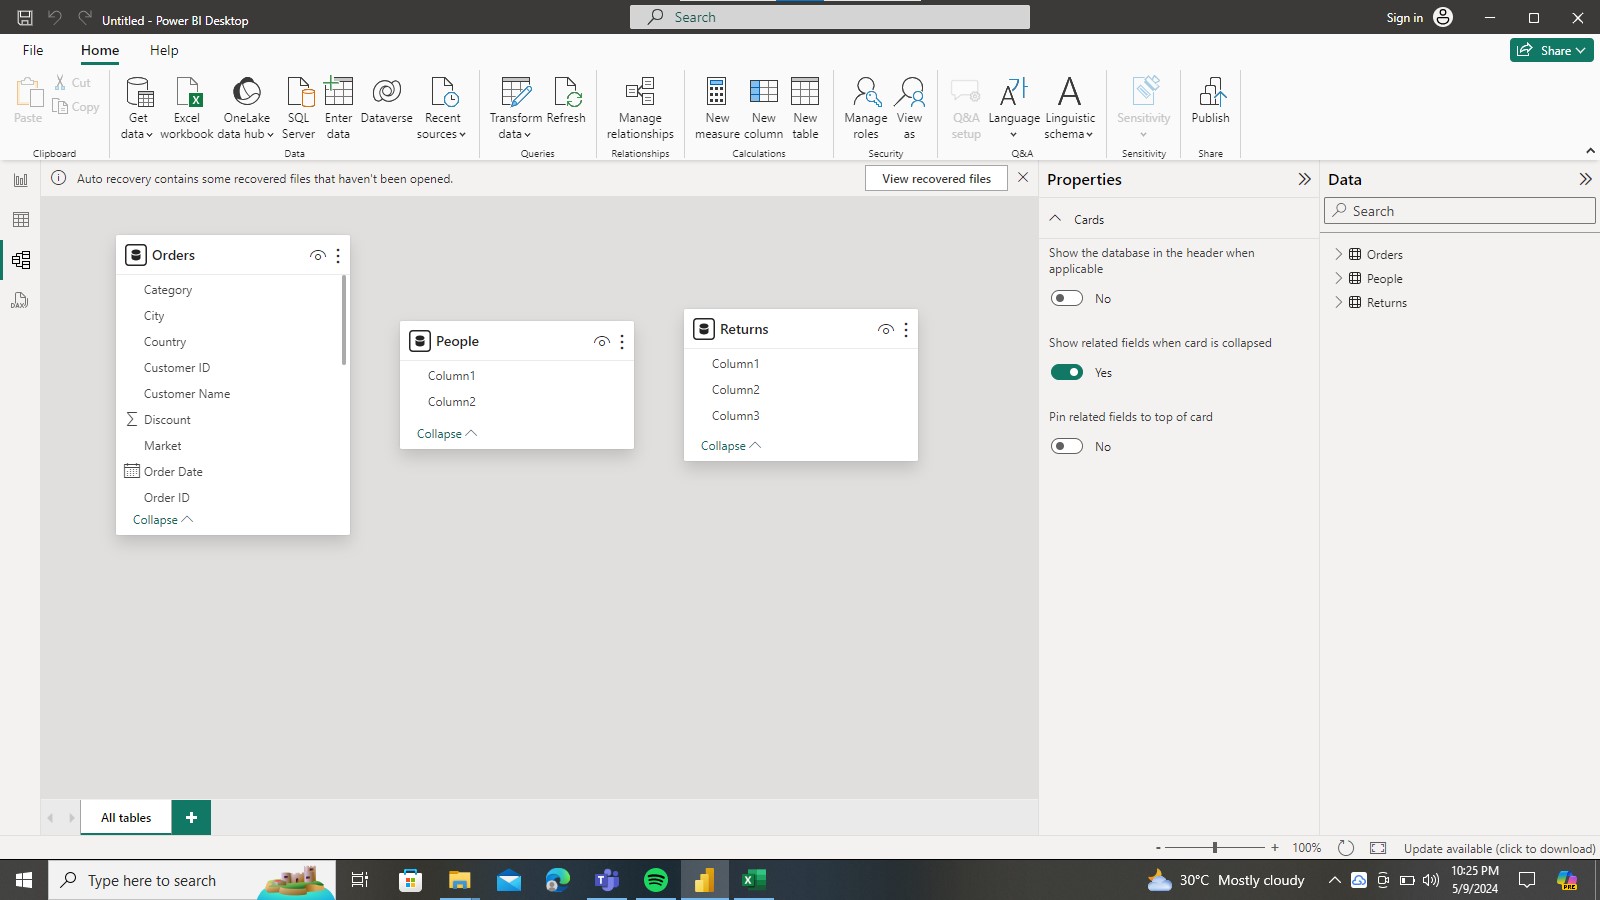 Untitled - Power BI Desktop
Search
Sign in
File
Home
Help
Share
Paste
Cut
Copy
Clipboard
Get data
Excel workbook
OneLake data hub
SQL Server
Enter data
Dataverse
Recent sources
Data
Transform data
Refresh
Queries
Manage relationships
Relationships
New measure
New column
New table
Calculations
Manage roles
View as
Security
Q&A setup
Language
Linguistic schema
Q&A
Sensitivity
Sensitivity
Publish
Share
Auto recovery contains some recovered files that haven't been opened.
View recovered files
DAX
Orders
Category
City
Country
Customer ID
Customer Name
Discount
Market
Order Date
Order ID
Collapse
People
Column1
Column2
Collapse
Returns
Column1
Column2
Column3
Collapse
Properties
Cards
Show the database in the header when
applicable
No
Show related fields when card is collapsed
Yes
Pin related fields to top of card
No
Data
Search
Orders
People
Returns
All tables
100%
Update available (click to download)
Type here to search
30°C Mostly cloudy
10:25 PM
5/9/2024
PRE